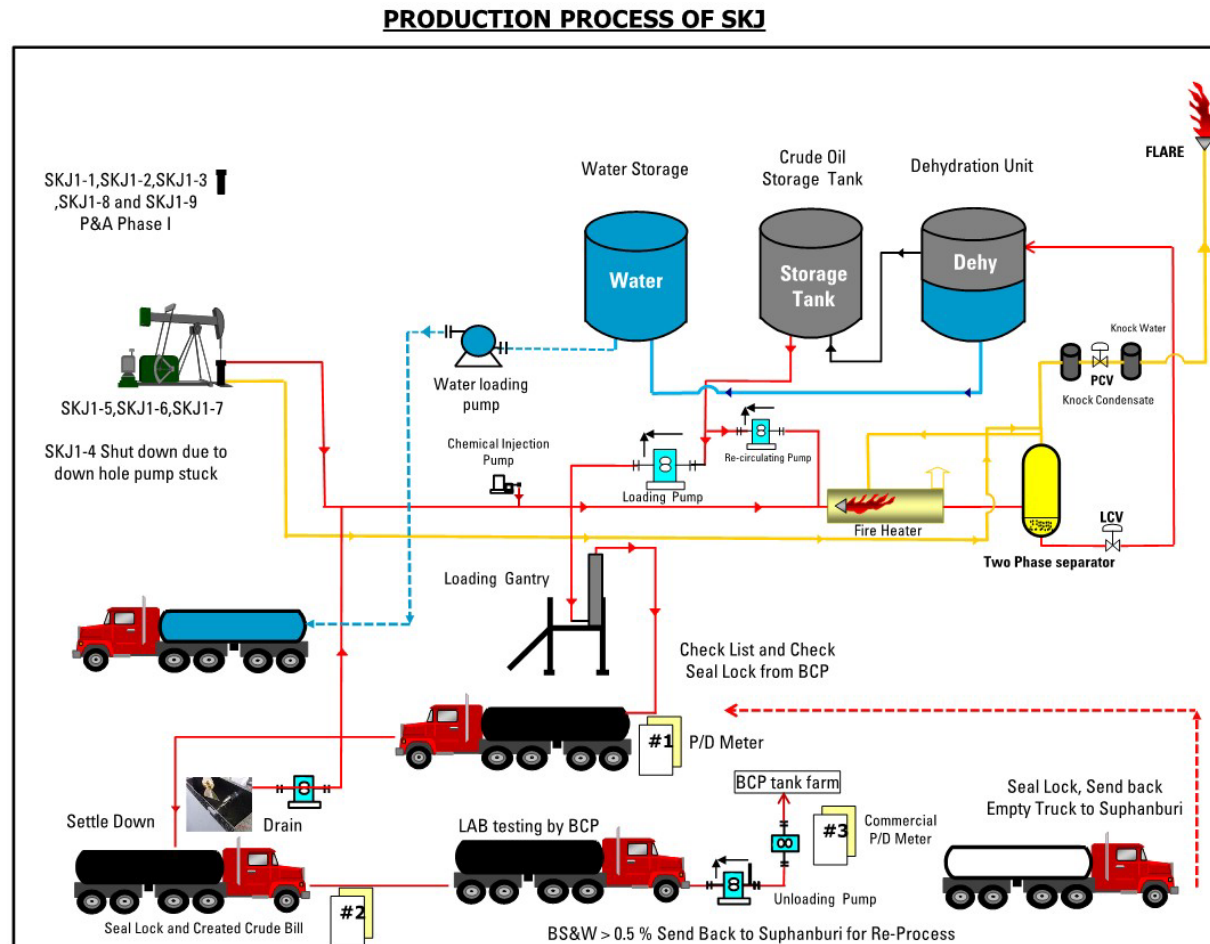 PRODUCTION PROCESS OF SKJ
FLARE
SKJ1-1,SKJ1-2,SKJ1-3
,SKJ1-8 and SKJ1-9
P&A Phase I
Water Storage
Crude Oil
Storage Tank
Dehydration Unit
Water
Storage
Tank
Dehy
Knock Water
PCV
Knock Condensate
Water loading
pump
SKJ1-5,SKJ1-6,SKJ1-7
SKJ1-4 Shut down due to
down hole pump stuck
Chemical Injection
Pump
Re-circulating Pump
Loading Pump
Fire Heater
LCV
Two Phase separator
Loading Gantry
Check List and Check
Seal Lock from BCP
#1
P/D Meter
BCP tank farm
Seal Lock, Send back
Empty Truck to Suphanburi
Settle Down
Drain
LAB testing by BCP
#3
Commercial
P/D Meter
Unloading Pump
Seal Lock and Created Crude Bill
#2
BS&W > 0.5 % Send Back to Suphanburi for Re-Process